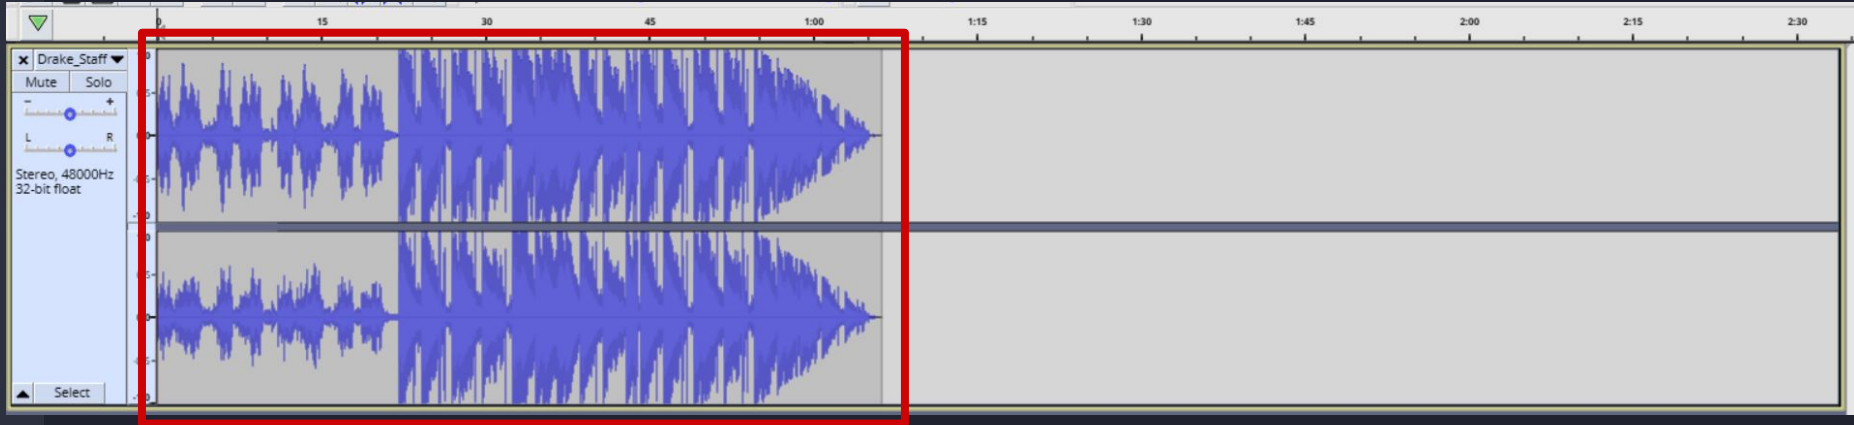 0 15 30 45 1:00 1:15 1:30 1:45 2:00 2:15 2:30
Drake_Staff
Mute Solo
- +
L R
Stereo, 48000Hz
32-bit float
Select